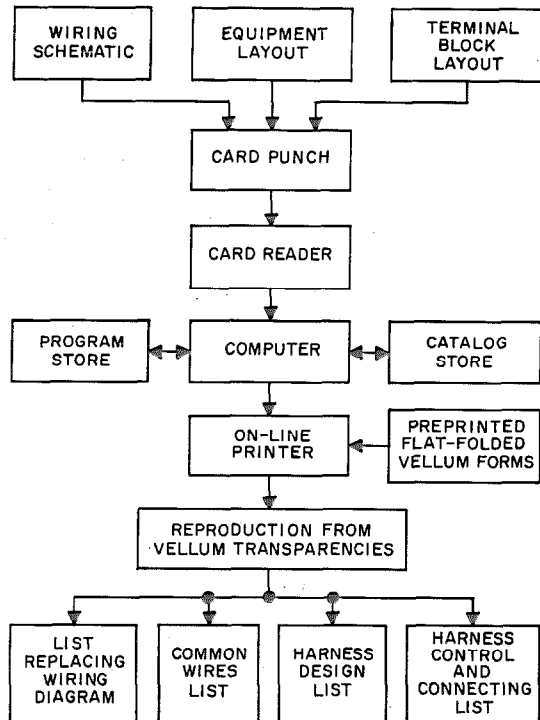 WIRING
SCHEMATIC
EQUIPMENT
LAYOUT
TERMINAL
BLOCK
LAYOUT
CARD PUNCH
CARD READER
PROGRAM
STORE
COMPUTER
CATALOG
STORE
ON-LINE
PRINTER
PREPRINTED
FLAT-FOLDED
VELLUM FORMS
REPRODUCTION FROM
VELLUM TRANSPARENCIES
LIST
REPLACING
WIRING
DIAGRAM
COMMON
WIRES
LIST
HARNESS
DESIGN
LIST
HARNESS
CONTROL
AND
CONNECTING
LIST